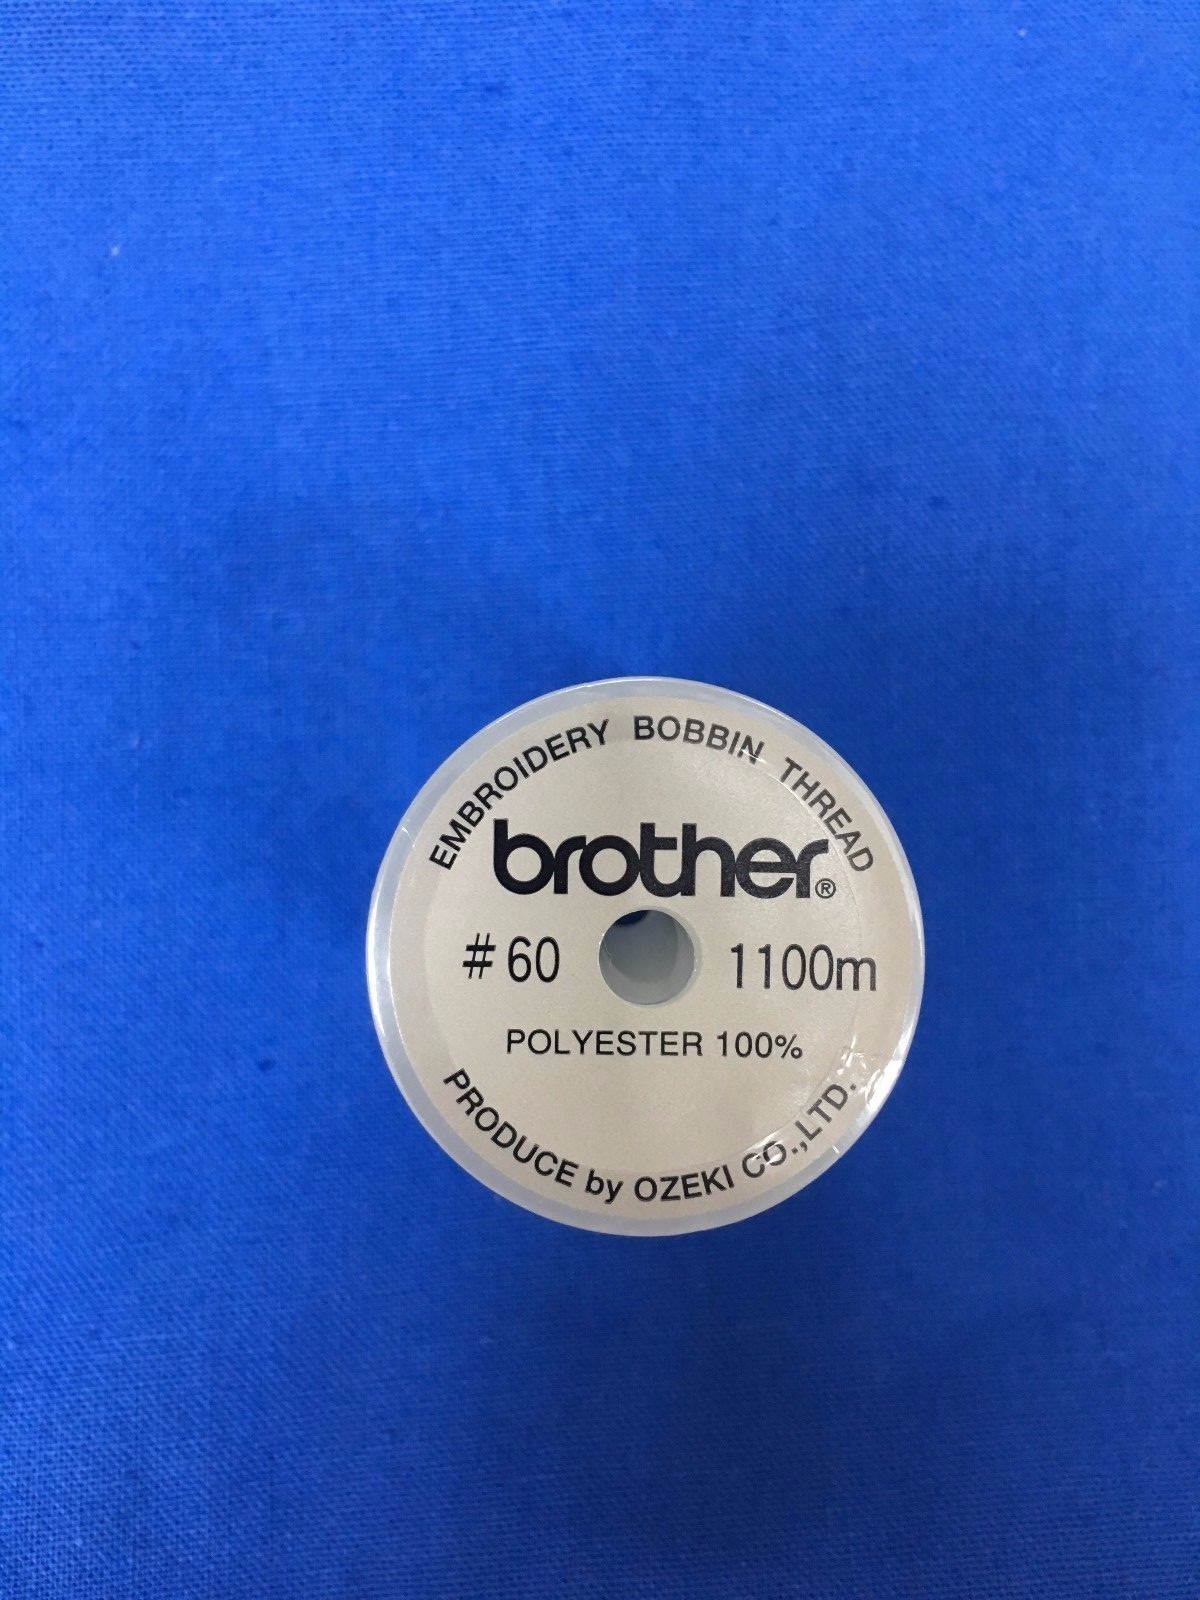 EMBROIDERY BOBBIN THREAD
brother®
#60 1100m
POLYESTER 100%
PRODUCE by OZEKI CO.,LTD.